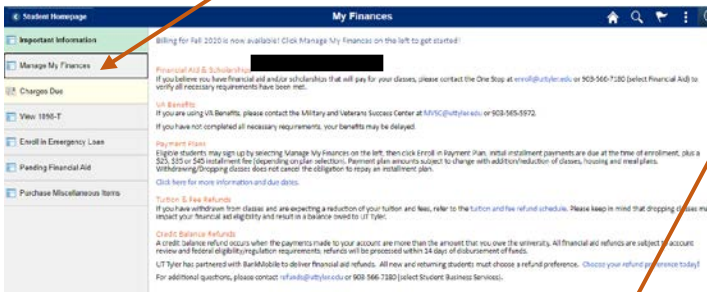 Student Homepage
My Finances
Important Information
Manage My Finances
Charges Due
View 1098-T
Enroll in Emergency Loan
Pending Financial Aid
Purchase Miscellaneous Items
Billing for Fall 2020 is now available! Click Manage My Finances on the left to get started!
Financial Aid & Scholarships
If you believe you have financial aid and/or scholarships that will pay for your classes, please contact the One Stop at enroll@uttyler.edu or 903-566-7180 (select Financial Aid) to
verify all necessary requirements have been met.
VA Benefits
If you are using VA Benefits, please contact the Military and Veterans Success Center at MVSC@uttyler.edu or 903-565-5972.
If you have not completed all necessary requirements, your benefits may be delayed.
Payment Plans
Eligible students may sign up by selecting Manage My Finances on the left, then click Enroll in Payment Plan. Initial installment payments are due at the time of enrollment, plus a
$25, $35 or $45 installment fee (depending on plan selection). Payment plan amounts subject to change with addition/reduction of classes, housing and meal plans.
Withdrawing/Dropping classes does not cancel the obligation to repay an installment plan.
Click here for more information and due dates.
Tuition & Fee Refunds
If you have withdrawn from classes and are expecting a reduction of your tuition and fees, refer to the tuition and fee refund schedule. Please keep in mind that dropping classes
impact your financial aid eligibility and result in a balance owed to UT Tyler.
Credit Balance Refunds
A credit balance refund occurs when the payments made to your account are more than the amount that you owe the university. All financial aid refunds are subject to account
review and federal eligibility/regulation requirements, refunds will be processed within 14 days of disbursement of funds.
UT Tyler has partnered with BankMobile to deliver financial aid refunds. All new and returning students must choose a refund preference. Choose your refund preference today!
For additional questions, please contact refunds@uttyler.edu or 903-566-7180 (select Student Business Services).